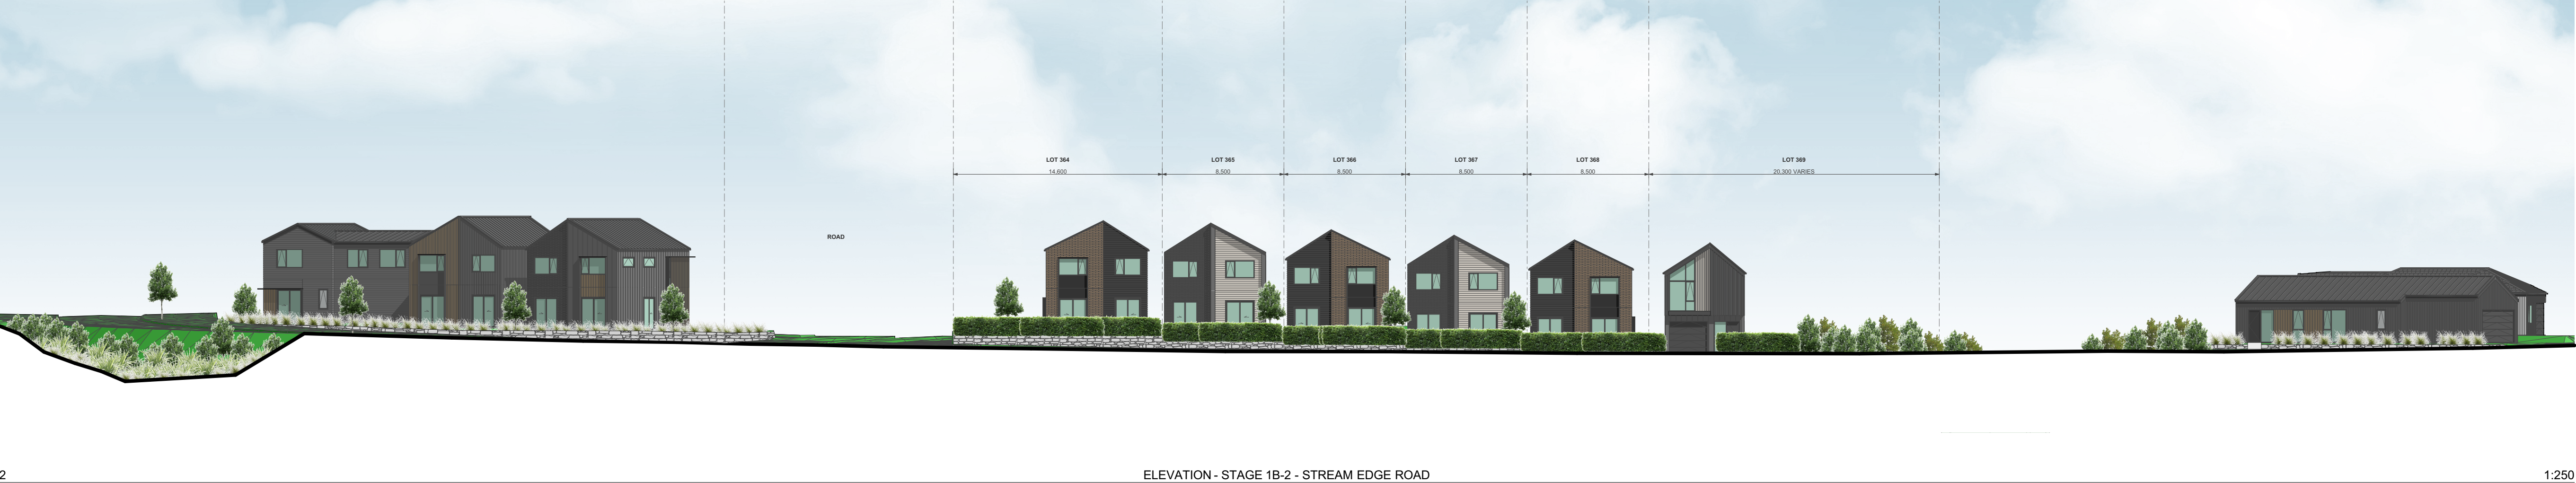 LOT 364
LOT 365
LOT 366
LOT 367
LOT 368
LOT 369
14,600
8,500
8,500
8,500
8,500
20,300 VARIES
ROAD
2
ELEVATION - STAGE 1B-2 - STREAM EDGE ROAD
1:250